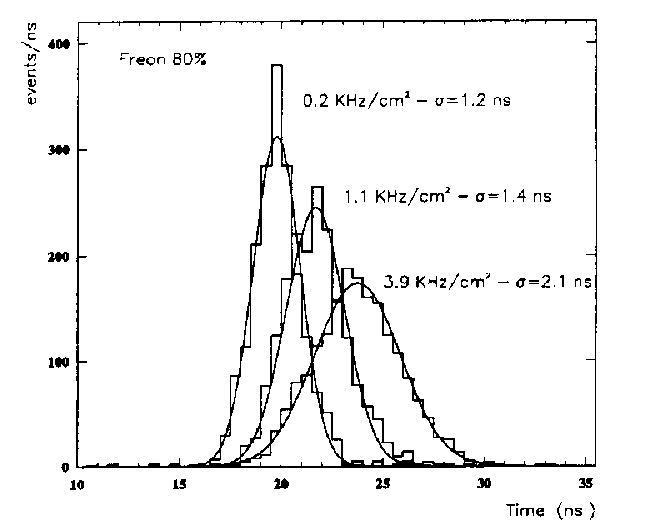 events/ns
400
300
200
100
0
Freon 80%
0.2 KHz/cm² – σ=1.2 ns
1.1 KHz/cm² – σ=1.4 ns
3.9 KHz/cm² – σ=2.1 ns
10 15 20 25 30 35
Time (ns)